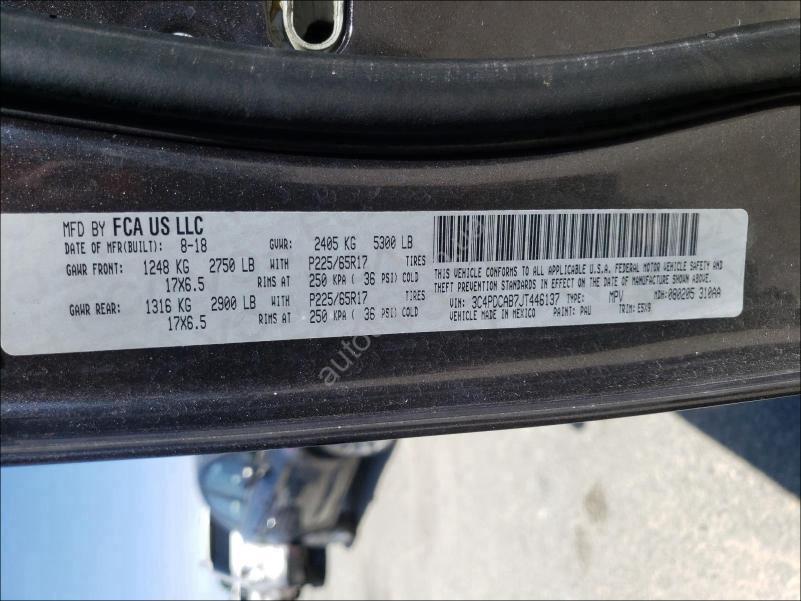 MFD BY FCA US LLC
DATE OF MFR(BUILT): 8-18 GVWR: 2405 KG 5300 LB
GAWR FRONT: 1248 KG 2750 LB WITH P225/65R17 TIRES
17X6.5 RIMS AT 250 KPA ( 36 PSI) COLD
GAWR REAR: 1316 KG 2900 LB WITH P225/65R17 TIRES
17X6.5 RIMS AT 250 KPA ( 36 PSI) COLD
THIS VEHICLE CONFORMS TO ALL APPLICABLE U.S.A. FEDERAL MOTOR VEHICLE SAFETY AND
THEFT PREVENTION STANDARDS IN EFFECT ON THE DATE OF MANUFACTURE SHOWN ABOVE.
VIN: 3C4PDCAB7JT446137 TYPE: MPV MDH: 080205 310AA
VEHICLE MADE IN MEXICO PAINT: PAU TRIM: E5X9